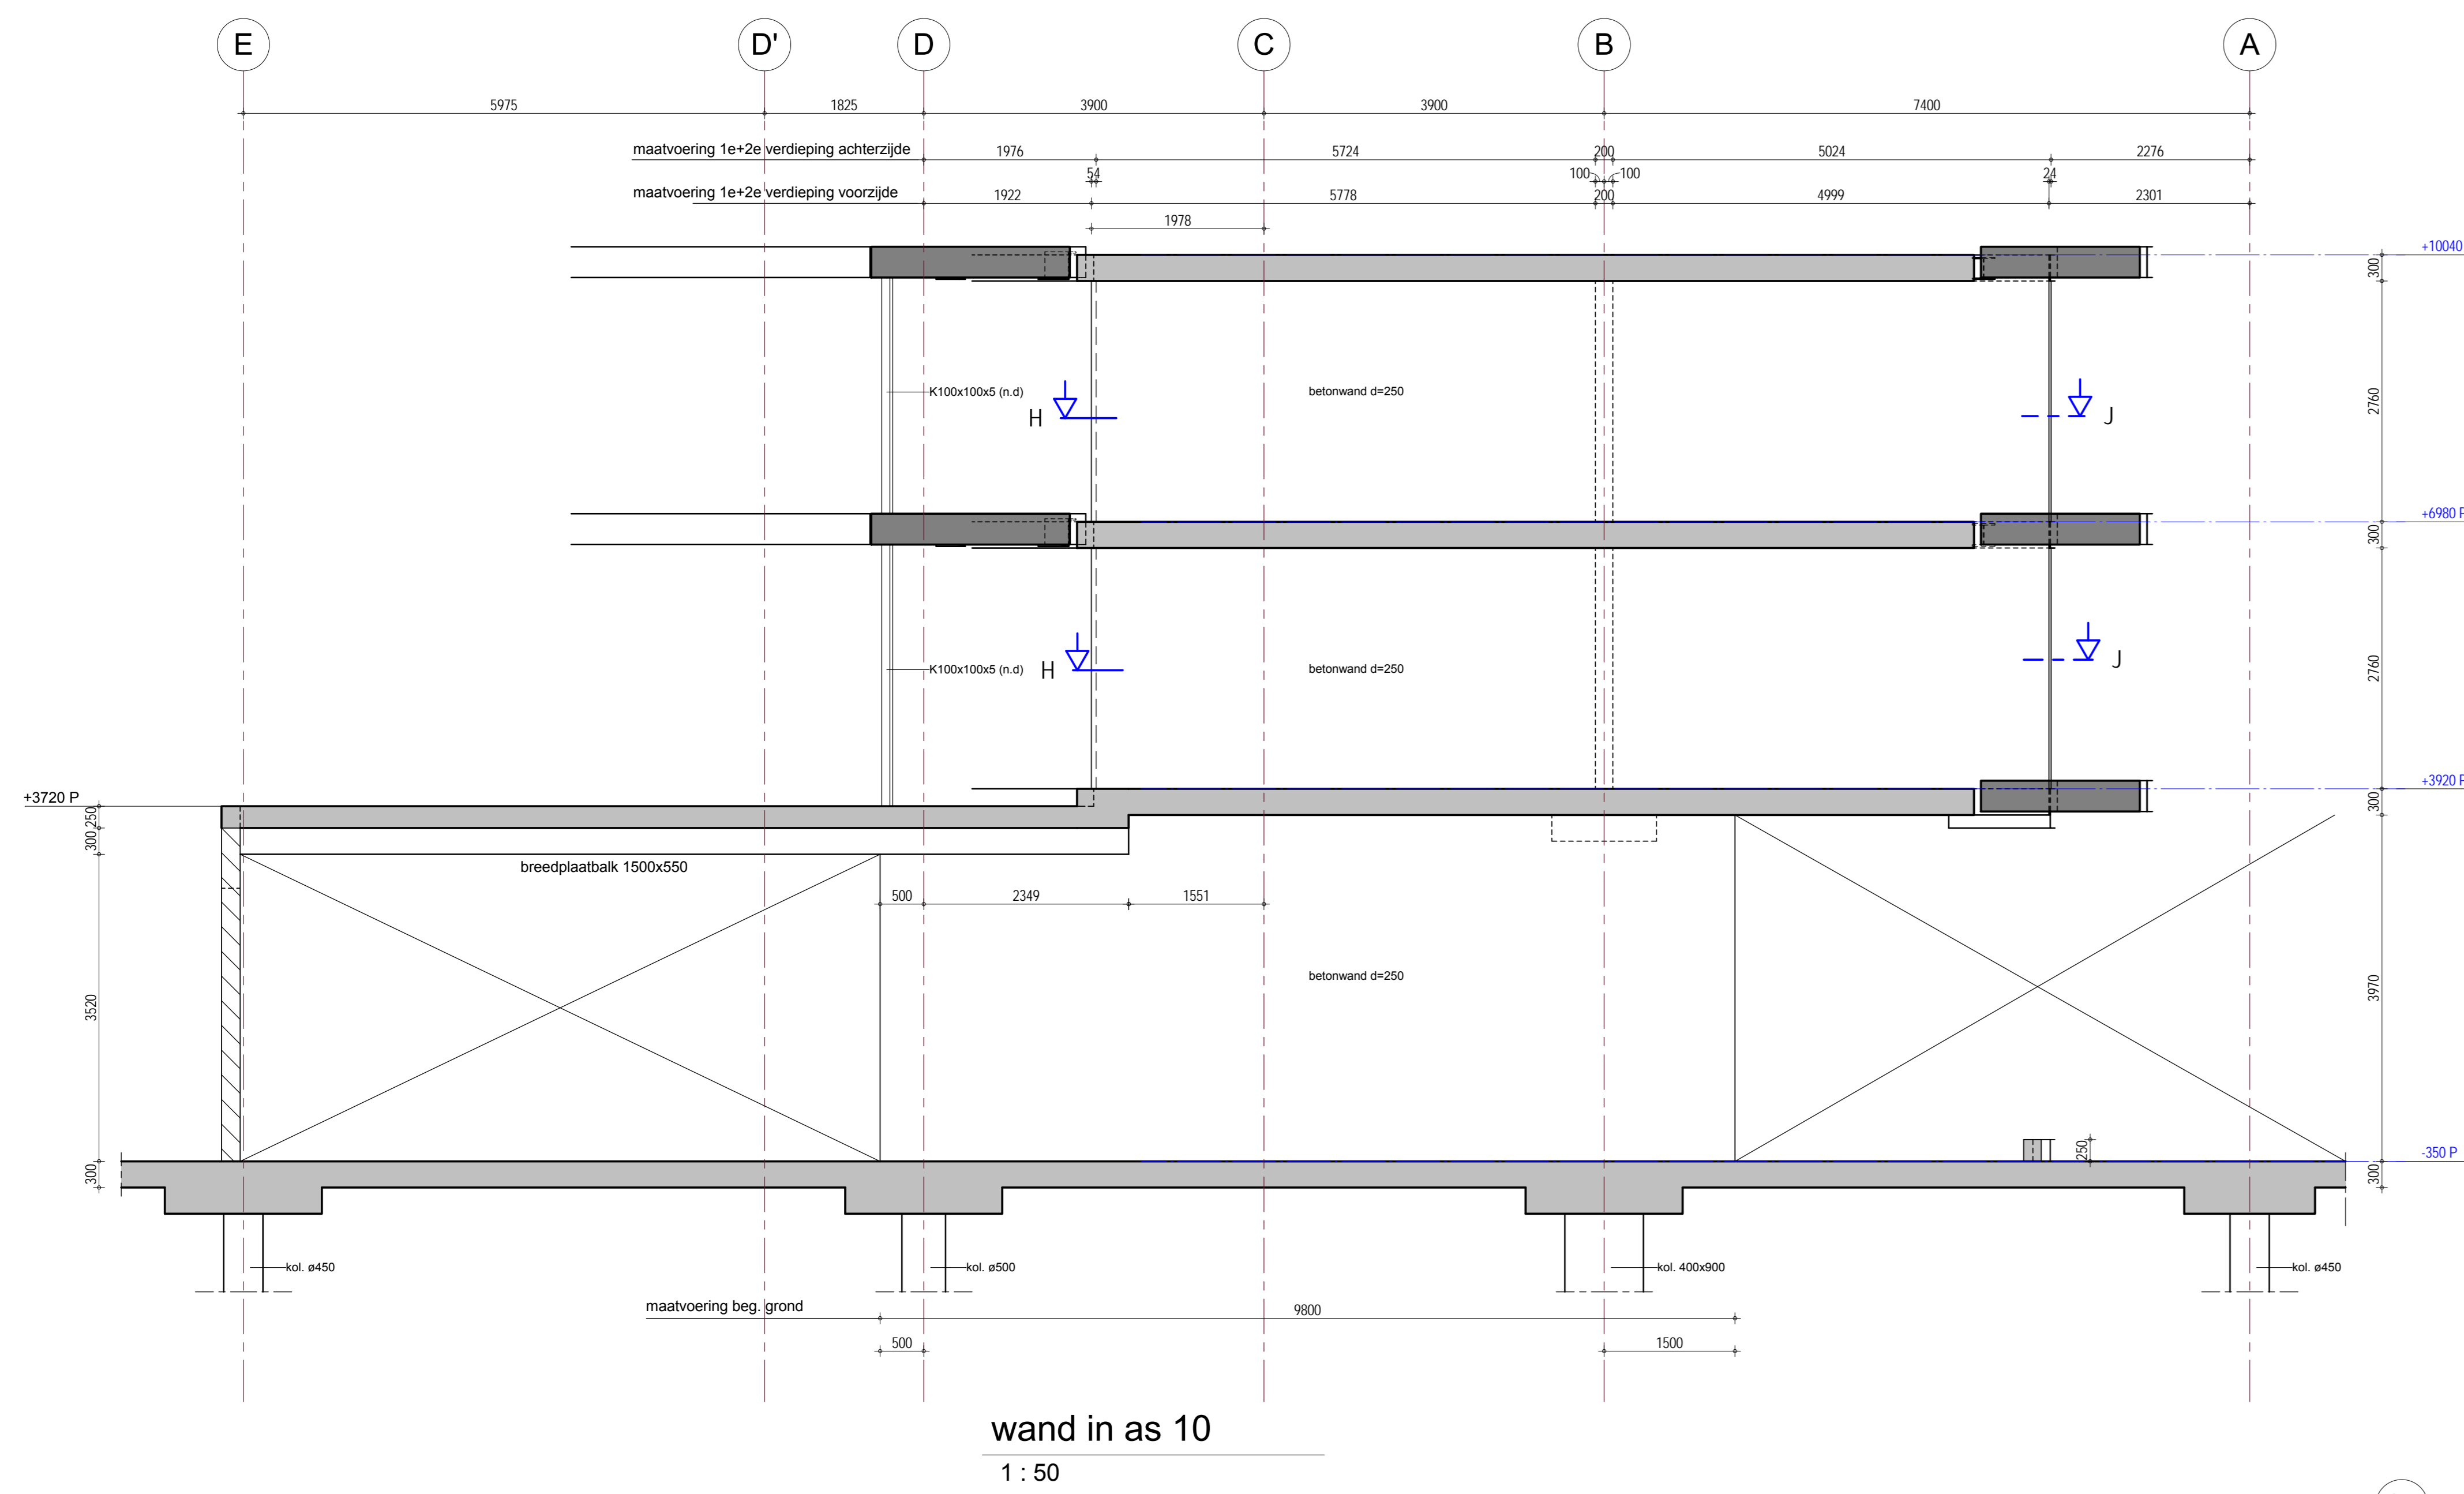 E D' D C B A
5975 1825 3900 3900 7400
maatvoering 1e+2e verdieping achterzijde 1976 5724 200 5024 2276
54 100 100 24
maatvoering 1e+2e verdieping voorzijde 1922 5778 200 4999 2301
1978
+10040
300
K100x100x5 (n.d) betonwand d=250
H J
2760
+6980 P
300
K100x100x5 (n.d) H betonwand d=250 J
2760
+3920 P
+3720 P
250 300
300
breedplaatbalk 1500x550
500 2349 1551
betonwand d=250
3520 3970
250
-350 P
300 300
kol. ø450 kol. ø500 kol. 400x900 kol. ø450
maatvoering beg. grond 9800
500 1500
wand in as 10
1 : 50